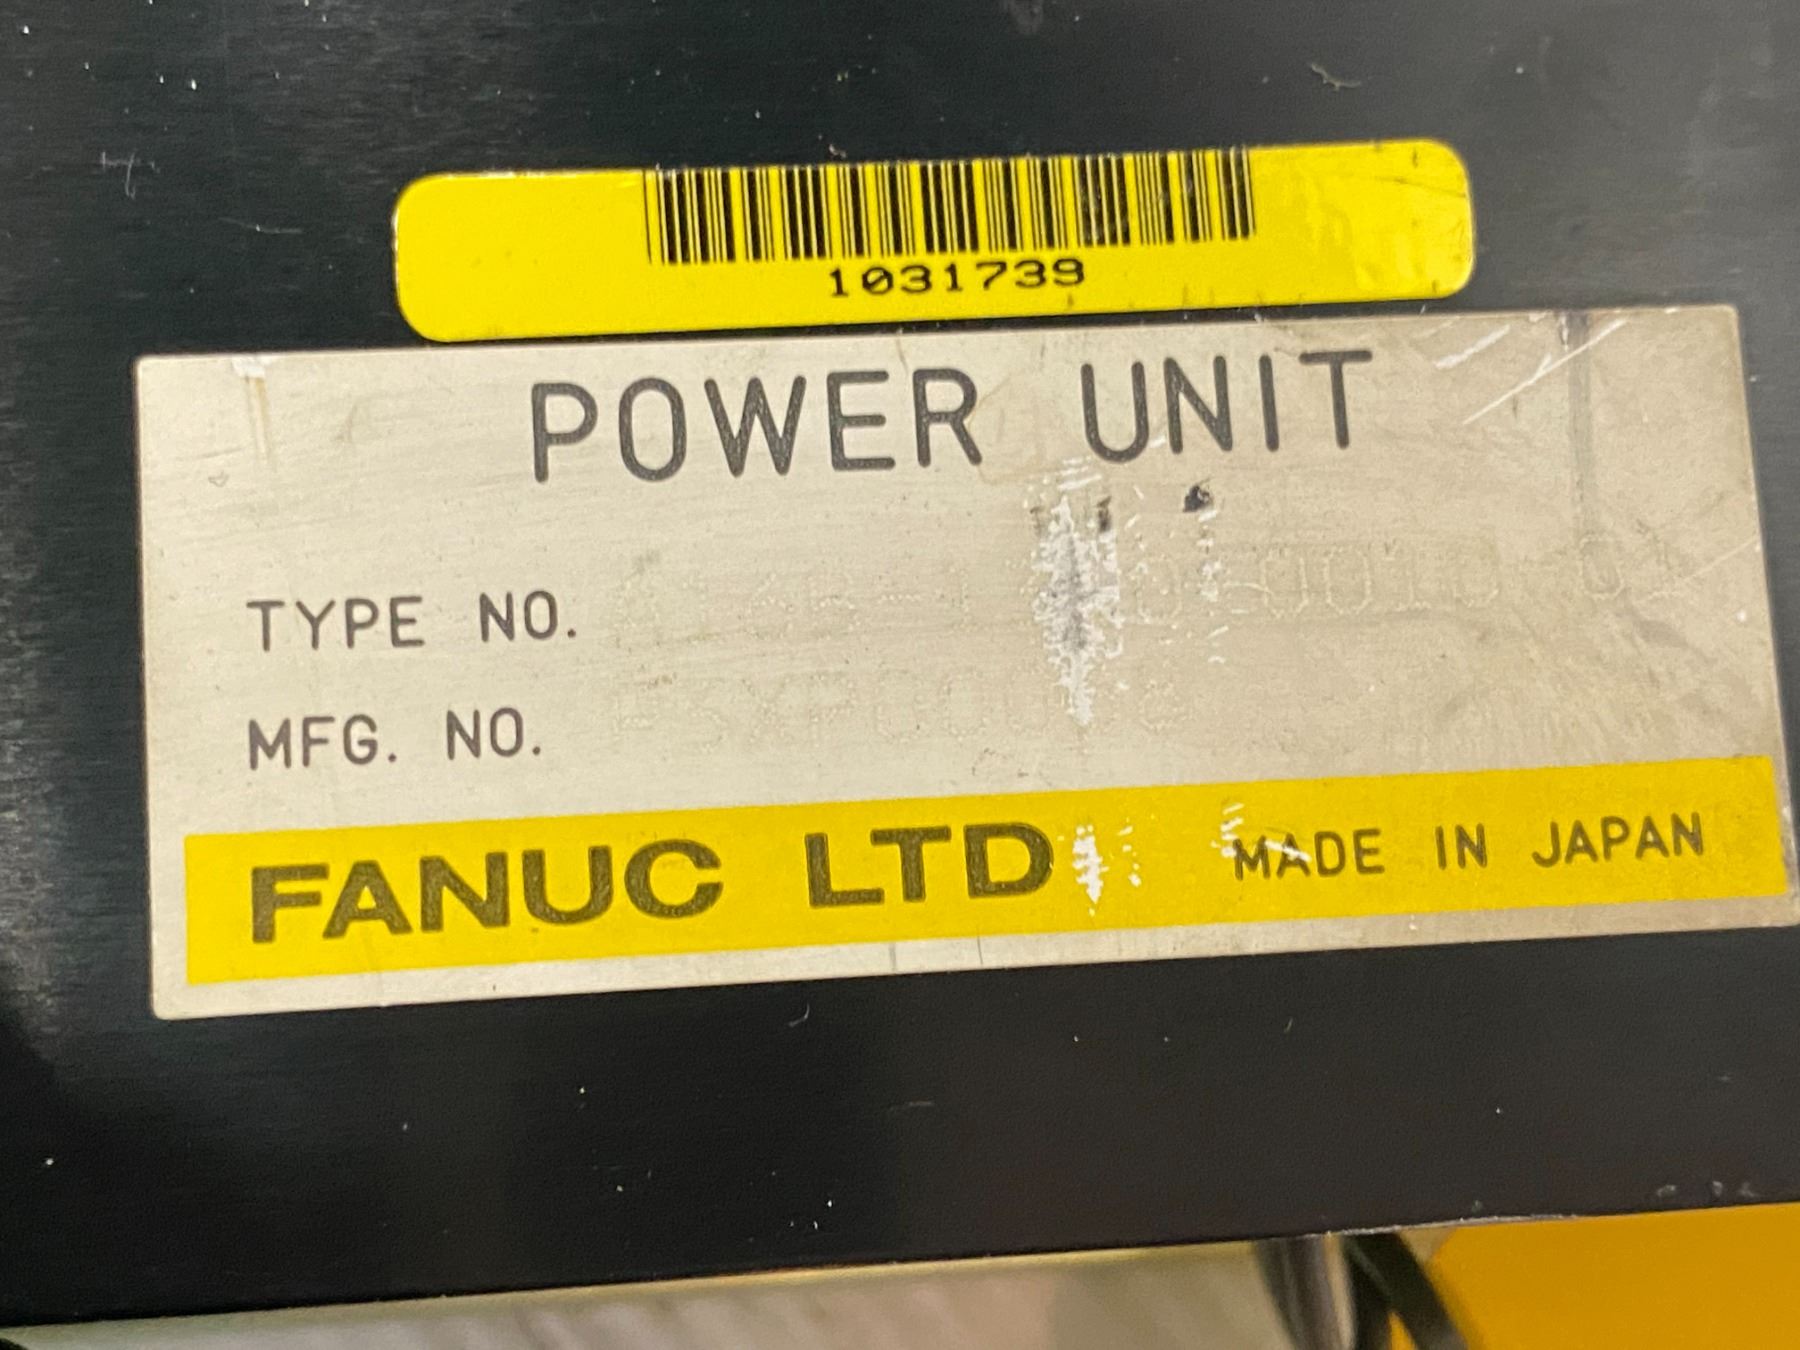 1031739
POWER UNIT
TYPE NO.
MFG. NO.
FANUC LTD MADE IN JAPAN